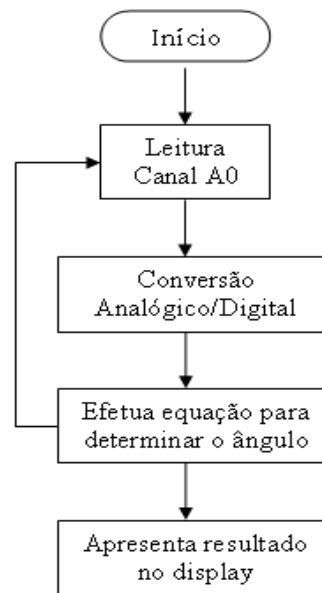 Início
Leitura
Canal A0
Conversão
Analógico/Digital
Efetua equação para
determinar o ângulo
Apresenta resultado
no display